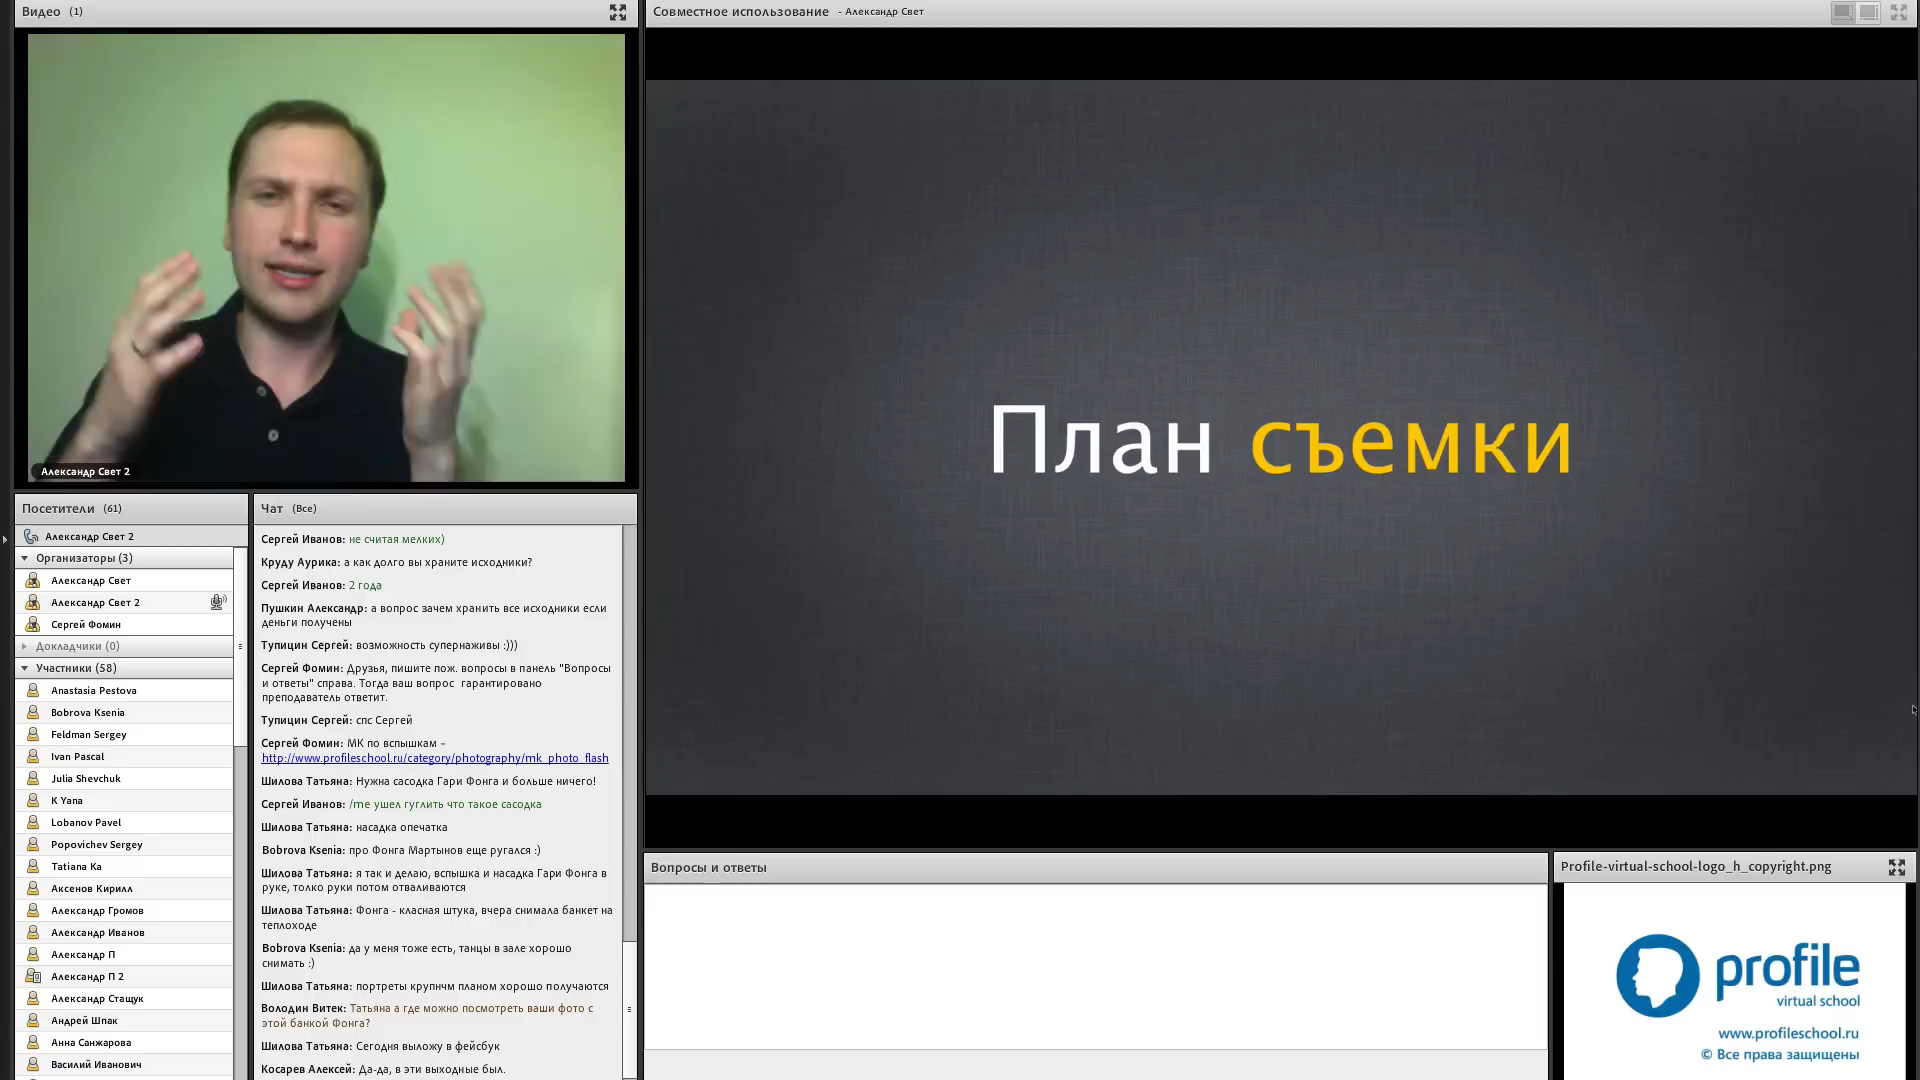 Видео (1)
Александр Свет 2
Совместное использование - Александр Свет
План съемки
Посетители (61)
Александр Свет 2
Организаторы (3)
Александр Свет
Александр Свет 2
Сергей Фомин
Докладчики (0)
Участники (58)
Anastasia Pestova
Bobrova Ksenia
Feldman Sergey
Ivan Pascal
Julia Shevchuk
K Yana
Lobanov Pavel
Popovichev Sergey
Tatiana Ka
Аксенов Кирилл
Александр Громов
Александр Иванов
Александр П
Александр П 2
Александр Стащук
Андрей Шпак
Анна Санжарова
Василий Иванович
Чат (Все)
Сергей Иванов: не считая мелких)
Круду Аурика: а как долго вы храните исходники?
Сергей Иванов: 2 года
Пушкин Александр: а вопрос зачем хранить все исходники если
деньги получены
Тупицин Сергей: возможность супернаживы :)))
Сергей Фомин: Друзья, пишите пож. вопросы в панель "Вопросы
и ответы" справа. Тогда ваш вопрос гарантировано
преподаватель ответит.
Тупицин Сергей: спс Сергей
Сергей Фомин: МК по вспышкам -
http://www.profileschool.ru/category/photography/mk_photo_flash
Шилова Татьяна: Нужна сасодка Гари Фонга и больше ничего!
Сергей Иванов: /me ушел гуглить что такое сасодка
Шилова Татьяна: насадка опечатка
Bobrova Ksenia: про Фонга Мартынов еще ругался :)
Шилова Татьяна: я так и делаю, вспышка и насадка Гари Фонга в
руке, толко руки потом отваливаются
Шилова Татьяна: Фонга - класная штука, вчера снимала банкет на
теплоходе
Bobrova Ksenia: да у меня тоже есть, танцы в зале хорошо
снимать :)
Шилова Татьяна: портреты крупнчм планом хорошо получаются
Володин Витек: Татьяна а где можно посмотреть ваши фото с
этой банкой Фонга?
Шилова Татьяна: Сегодня выложу в фейсбук
Косарев Алексей: Да-да, в эти выходные был.
Вопросы и ответы
Profile-virtual-school-logo_h_copyright.png
profile
virtual school
www.profileschool.ru
© Все права защищены